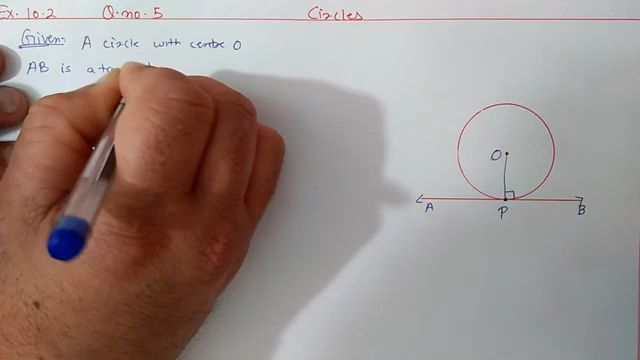 Ex. 10.2 Q.no.5 Circles
Given: A circle with centre O
AB is a
O
A P B